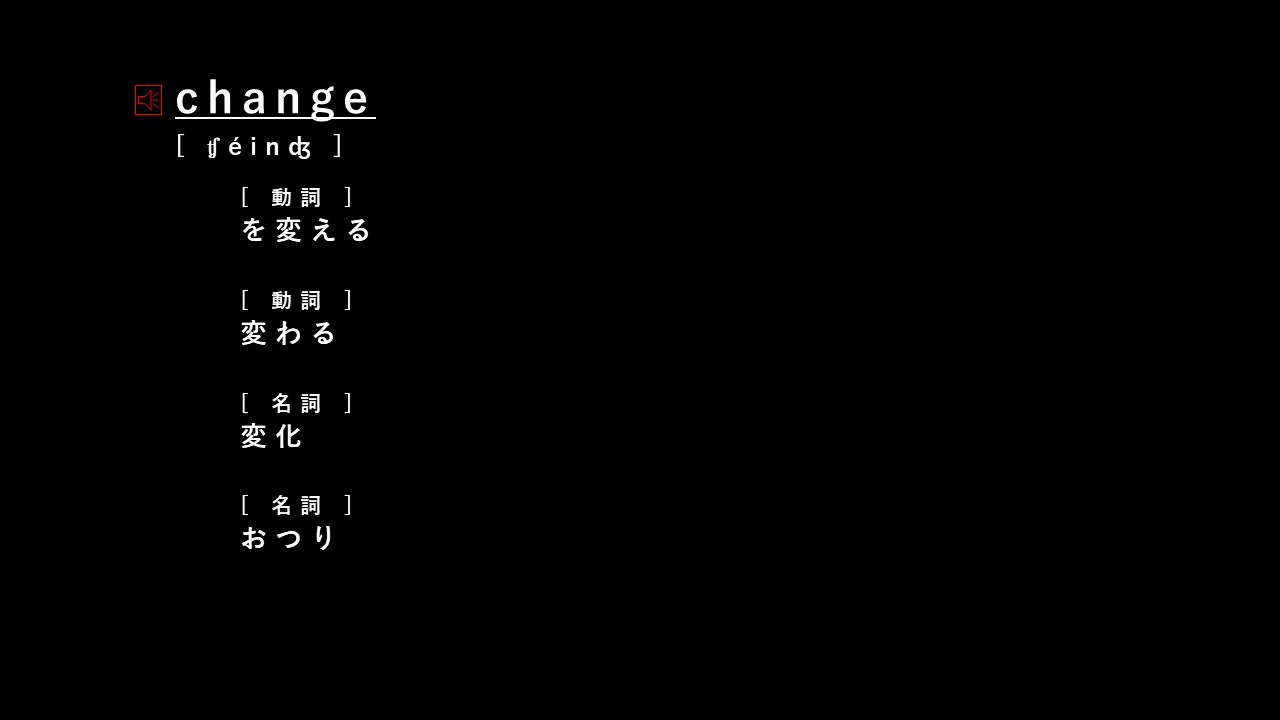 change
[ ʧéinʤ ]
[ 動詞 ]
を変える
[ 動詞 ]
変わる
[ 名詞 ]
変化
[ 名詞 ]
おつり